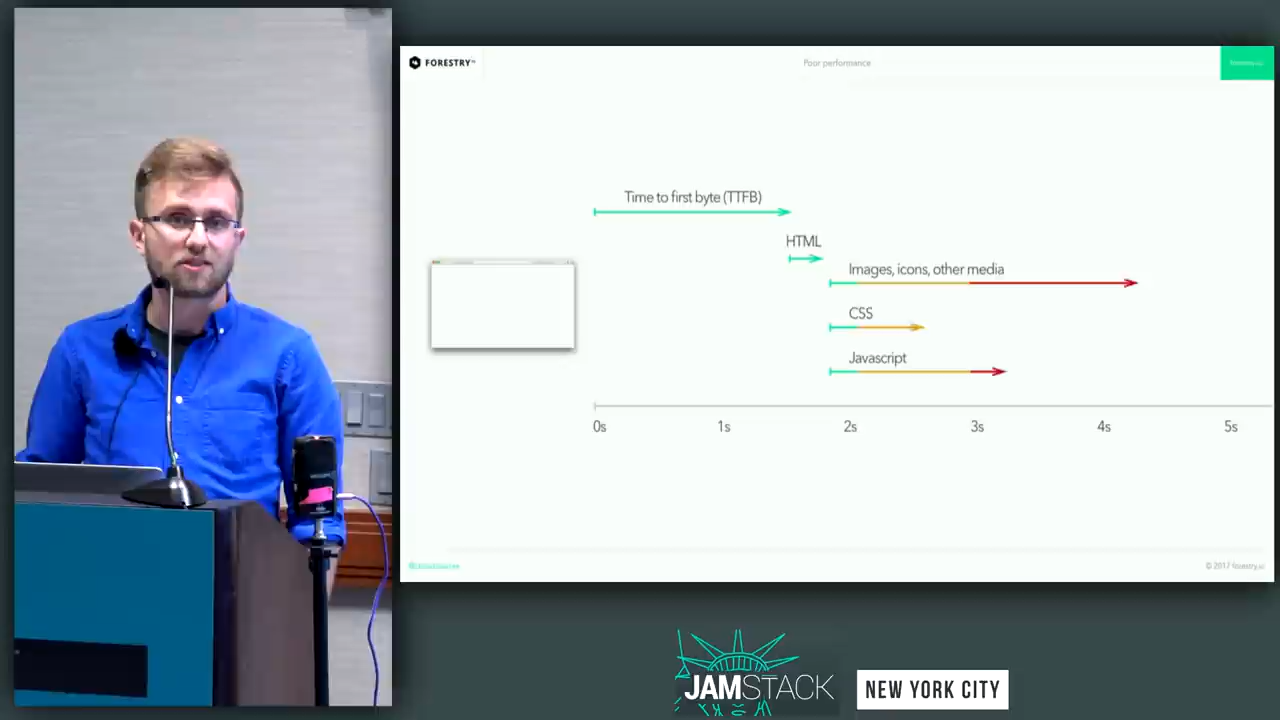 FORESTRY
Poor performance
Time to first byte (TTFB)
HTML
Images, icons, other media
CSS
Javascript
0s
1s
2s
3s
4s
5s
© 2017 forestry.io
JAMSTACK
NEW YORK CITY